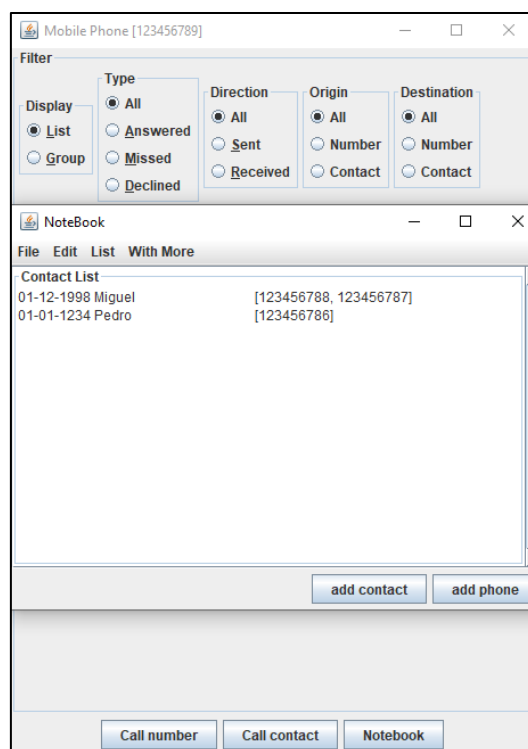 Mobile Phone [123456789]
Filter
Display
List
Group
Type
All
Answered
Missed
Declined
Direction
All
Sent
Received
Origin
All
Number
Contact
Destination
All
Number
Contact
NoteBook
File Edit List With More
Contact List
01-12-1998 Miguel [123456788, 123456787]
01-01-1234 Pedro [123456786]
add contact add phone
Call number Call contact Notebook